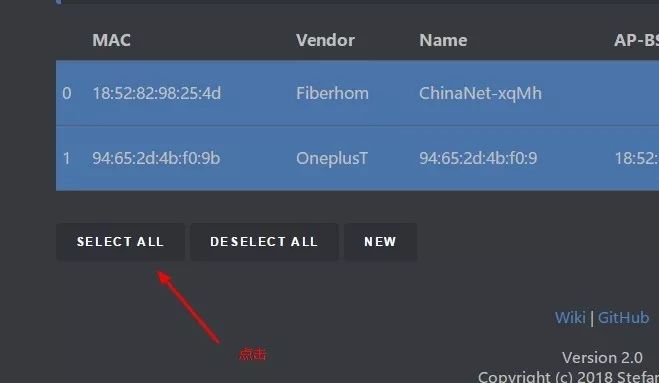 MAC Vendor Name AP-BS
0 18:52:82:98:25:4d Fiberhom ChinaNet-xqMh
1 94:65:2d:4b:f0:9b OneplusT 94:65:2d:4b:f0:9 18:52:
SELECT ALL DESELECT ALL NEW
点击
Wiki | GitHub
Version 2.0
Copyright (c) 2018 Stefa